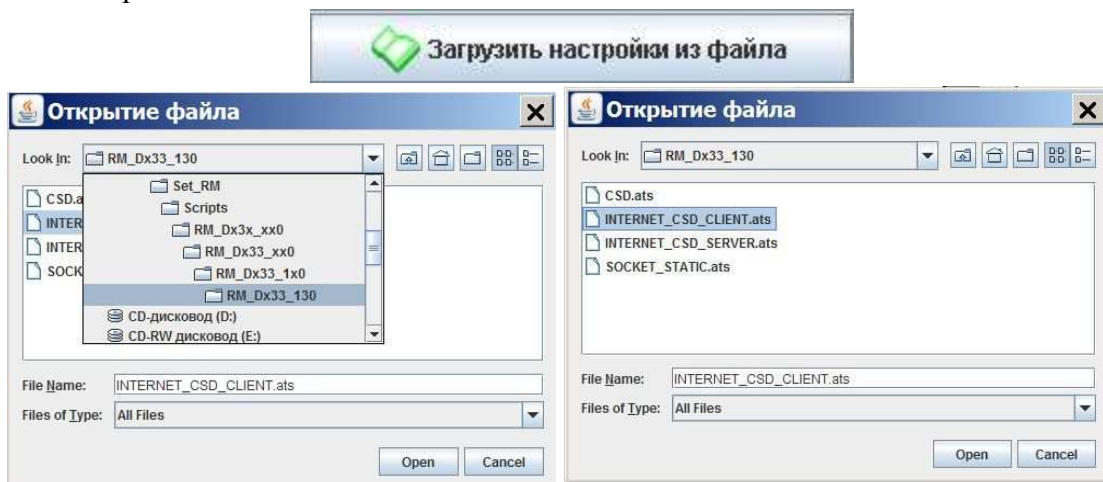 Загрузить настройки из файла
Открытие файла
Look In: RM_Dx33_130
Set_RM
Scripts
RM_Dx3x_xx0
RM_Dx33_xx0
RM_Dx33_1x0
RM_Dx33_130
CD-дисковод (D:)
CD-RW дисковод (E:)
CSD.a
INTER
INTER
SOCK
File Name: INTERNET_CSD_CLIENT.ats
Files of Type: All Files
Open Cancel
Открытие файла
Look In: RM_Dx33_130
CSD.ats
INTERNET_CSD_CLIENT.ats
INTERNET_CSD_SERVER.ats
SOCKET_STATIC.ats
File Name: INTERNET_CSD_CLIENT.ats
Files of Type: All Files
Open Cancel